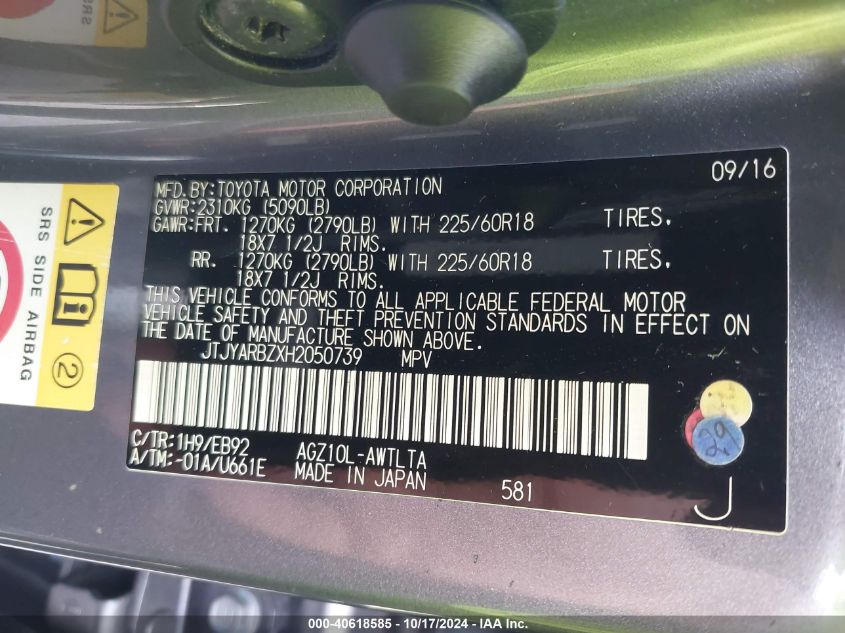 09/16
MFD. BY: TOYOTA MOTOR CORPORATION
GVWR: 2310KG (5090LB)
GAWR: FRT. 1270KG (2790LB) WITH 225/60R18 TIRES,
18X7 1/2J RIMS.
RR. 1270KG (2790LB) WITH 225/60R18 TIRES,
18X7 1/2J RIMS.
THIS VEHICLE CONFORMS TO ALL APPLICABLE FEDERAL MOTOR
VEHICLE SAFETY AND THEFT PREVENTION STANDARDS IN EFFECT ON
THE DATE OF MANUFACTURE SHOWN ABOVE.
JTJYARBZXH2050739 MPV
C/TR: 1H9/EB92 AGZ10L-AWTLTA
A/TM: -01A/U661E MADE IN JAPAN 581
J
SRS SIDE AIRBAG
2
SRS
000-40618585 - 10/17/2024 - IAA Inc.